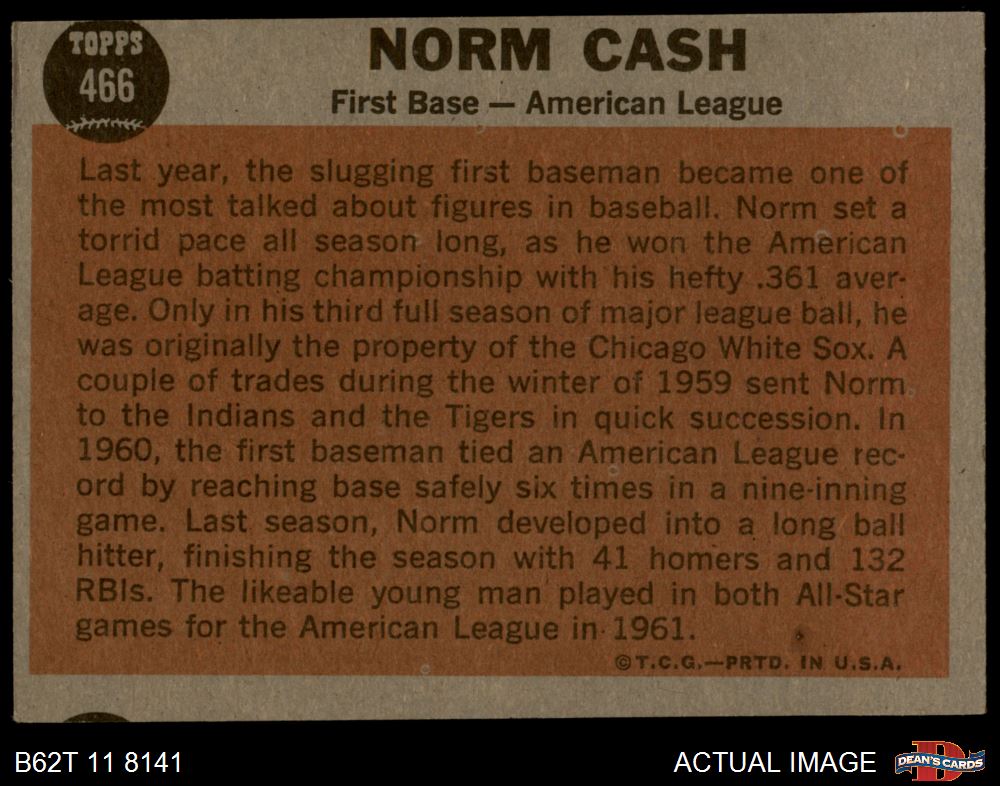 TOPPS
466
NORM CASH
First Base — American League
Last year, the slugging first baseman became one of
the most talked about figures in baseball. Norm set a
torrid pace all season long, as he won the American
League batting championship with his hefty .361 aver-
age. Only in his third full season of major league ball, he
was originally the property of the Chicago White Sox. A
couple of trades during the winter of 1959 sent Norm
to the Indians and the Tigers in quick succession. In
1960, the first baseman tied an American League rec-
ord by reaching base safely six times in a nine-inning
game. Last season, Norm developed into a long ball
hitter, finishing the season with 41 homers and 132
RBIs. The likeable young man played in both All-Star
games for the American League in 1961.
©T.C.G.—PRTD. IN U.S.A.
B62T 11 8141
ACTUAL IMAGE
D
DEAN'S CARDS